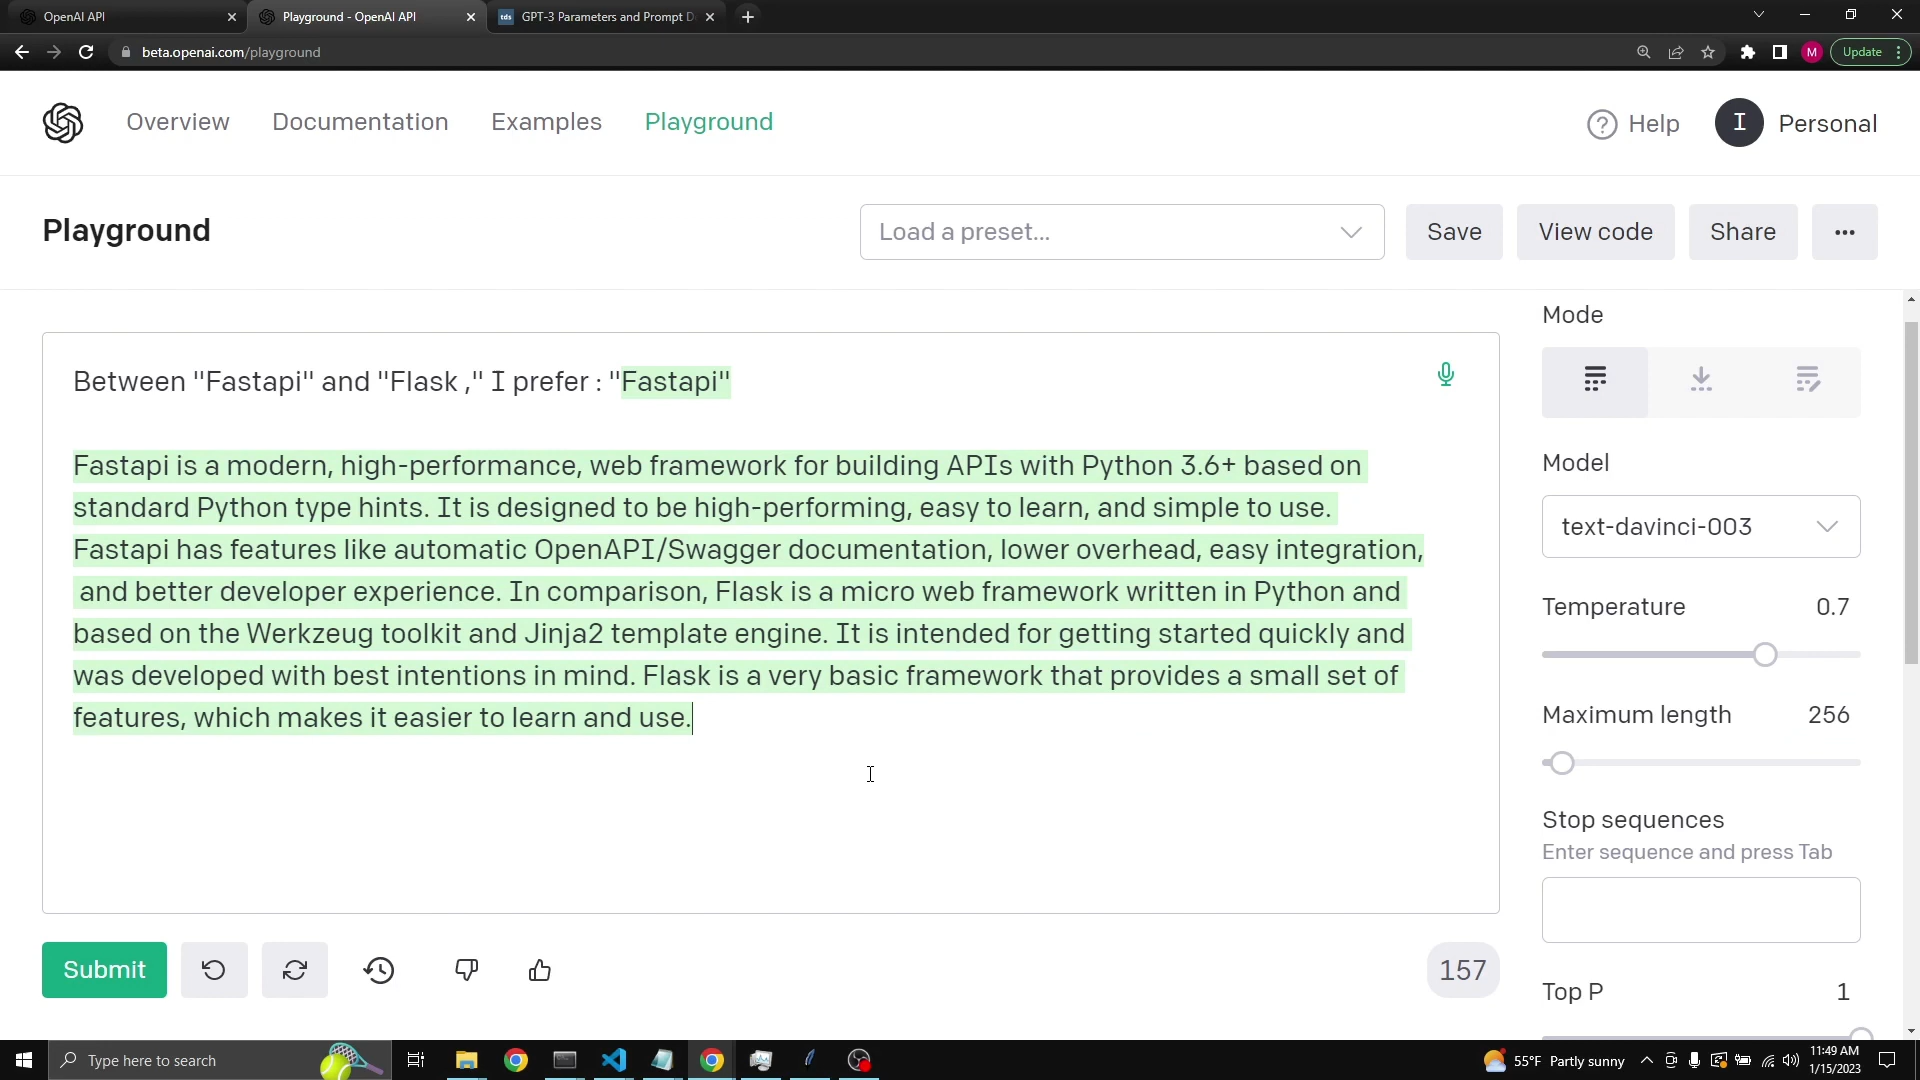 OpenAI API
Playground - OpenAI API
tds GPT-3 Parameters and Prompt D
beta.openai.com/playground
M
Update
Overview Documentation Examples Playground
Help I Personal
Playground
Load a preset...
Save View code Share
Between "Fastapi" and "Flask ," I prefer : "Fastapi"
Fastapi is a modern, high-performance, web framework for building APIs with Python 3.6+ based on
standard Python type hints. It is designed to be high-performing, easy to learn, and simple to use.
Fastapi has features like automatic OpenAPI/Swagger documentation, lower overhead, easy integration,
and better developer experience. In comparison, Flask is a micro web framework written in Python and
based on the Werkzeug toolkit and Jinja2 template engine. It is intended for getting started quickly and
was developed with best intentions in mind. Flask is a very basic framework that provides a small set of
features, which makes it easier to learn and use.
Mode
Model
text-davinci-003
Temperature 0.7
Maximum length 256
Stop sequences
Enter sequence and press Tab
Top P 1
Submit
157
Type here to search
55°F Partly sunny
11:49 AM
1/15/2023